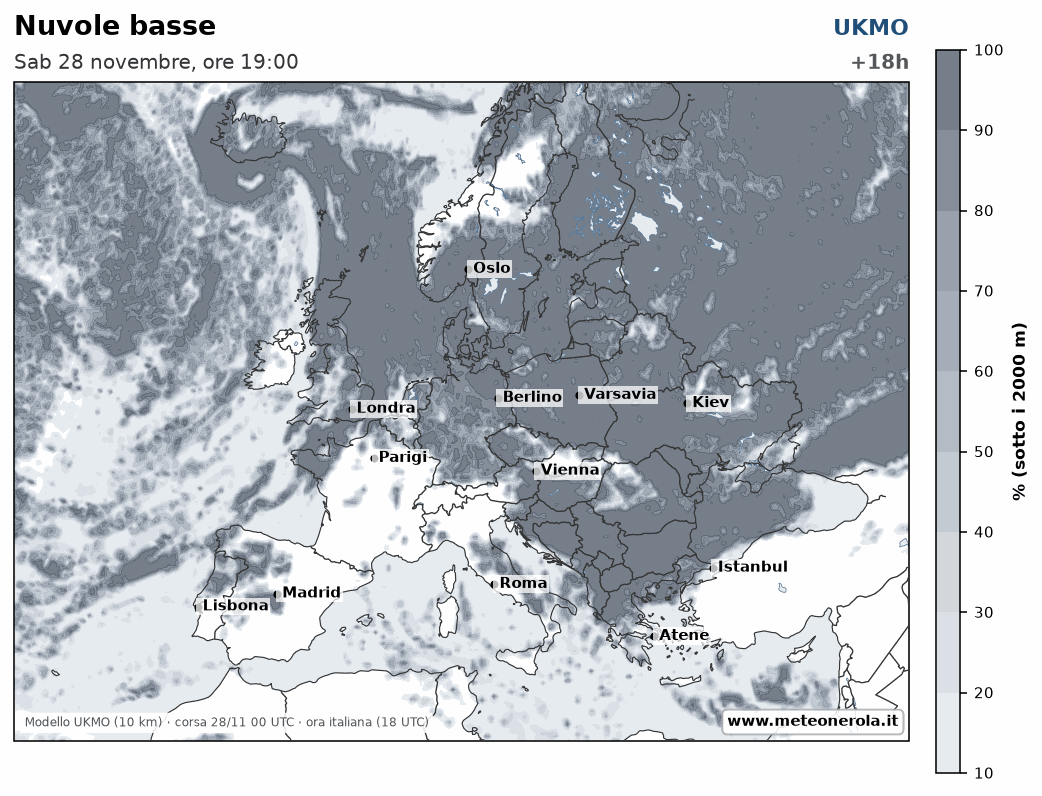 Nuvole basse
UKMO
Sab 28 novembre, ore 19:00
+18h
100
90
80
70
60
50
40
30
20
10
% (sotto i 2000 m)
Oslo
Berlino
Varsavia
Kiev
Londra
Parigi
Vienna
Istanbul
Roma
Madrid
Lisbona
Atene
Modello UKMO (10 km) · corsa 28/11 00 UTC · ora italiana (18 UTC)
www.meteonerola.it